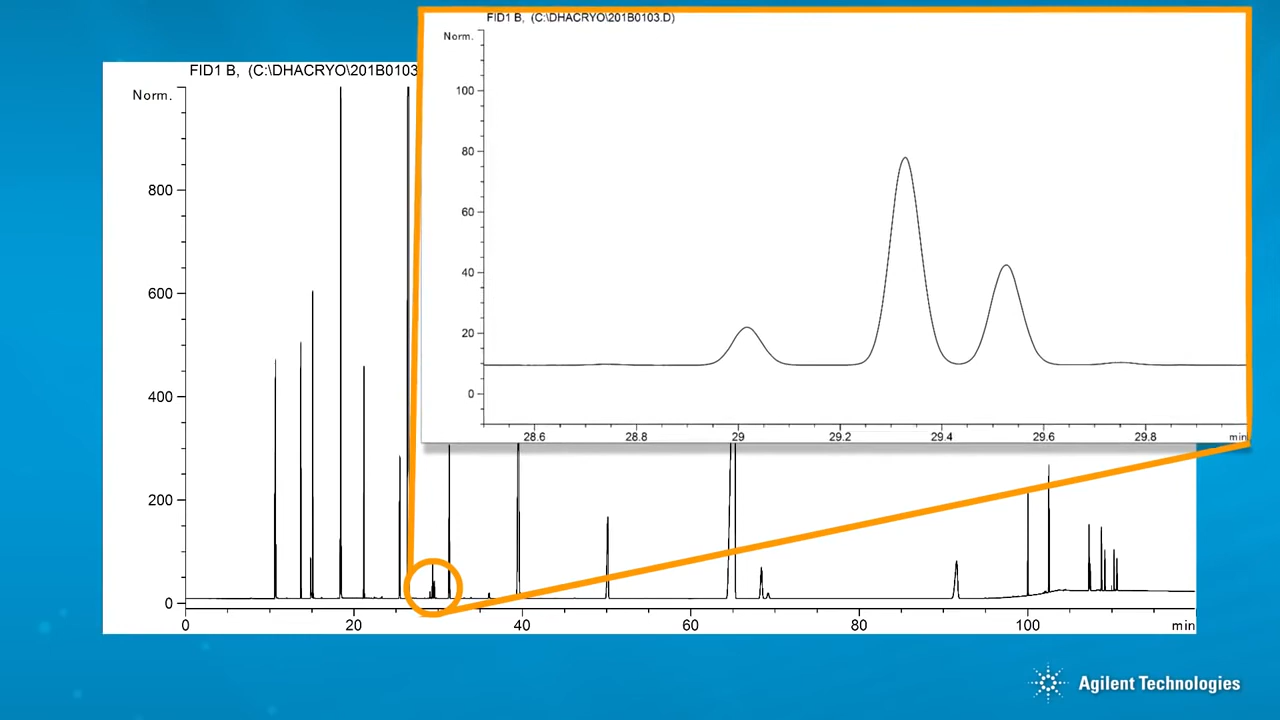 FID1 B, (C:\DHACRYO\201B0103.D)
Norm.
100
80
60
40
20
0
28.6 28.8 29 29.2 29.4 29.6 29.8 min
FID1 B, (C:\DHACRYO\201B0103
Norm.
800
600
400
200
0
0 20 40 60 80 100 min
Agilent Technologies